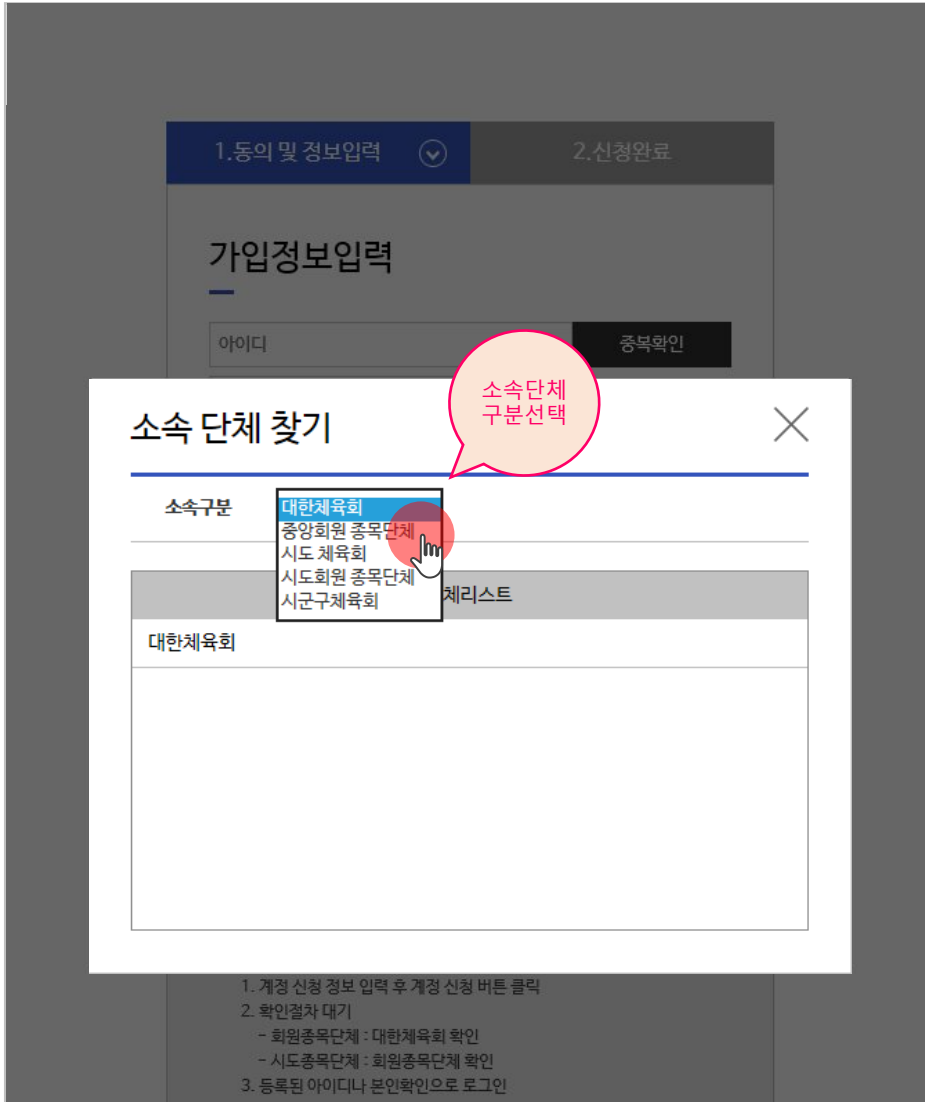 1.동의 및 정보입력
2.신청완료
가입정보입력
아이디
중복확인
소속단체
구분선택
소속 단체 찾기
소속구분
대한체육회
중앙회원 종목단체
시도 체육회
시도회원 종목단체
시군구체육회
체리스트
대한체육회
1. 계정 신청 정보 입력 후 계정 신청 버튼 클릭
2. 확인절차 대기
- 회원종목단체 : 대한체육회 확인
- 시도종목단체 : 회원종목단체 확인
3. 등록된 아이디나 본인확인으로 로그인